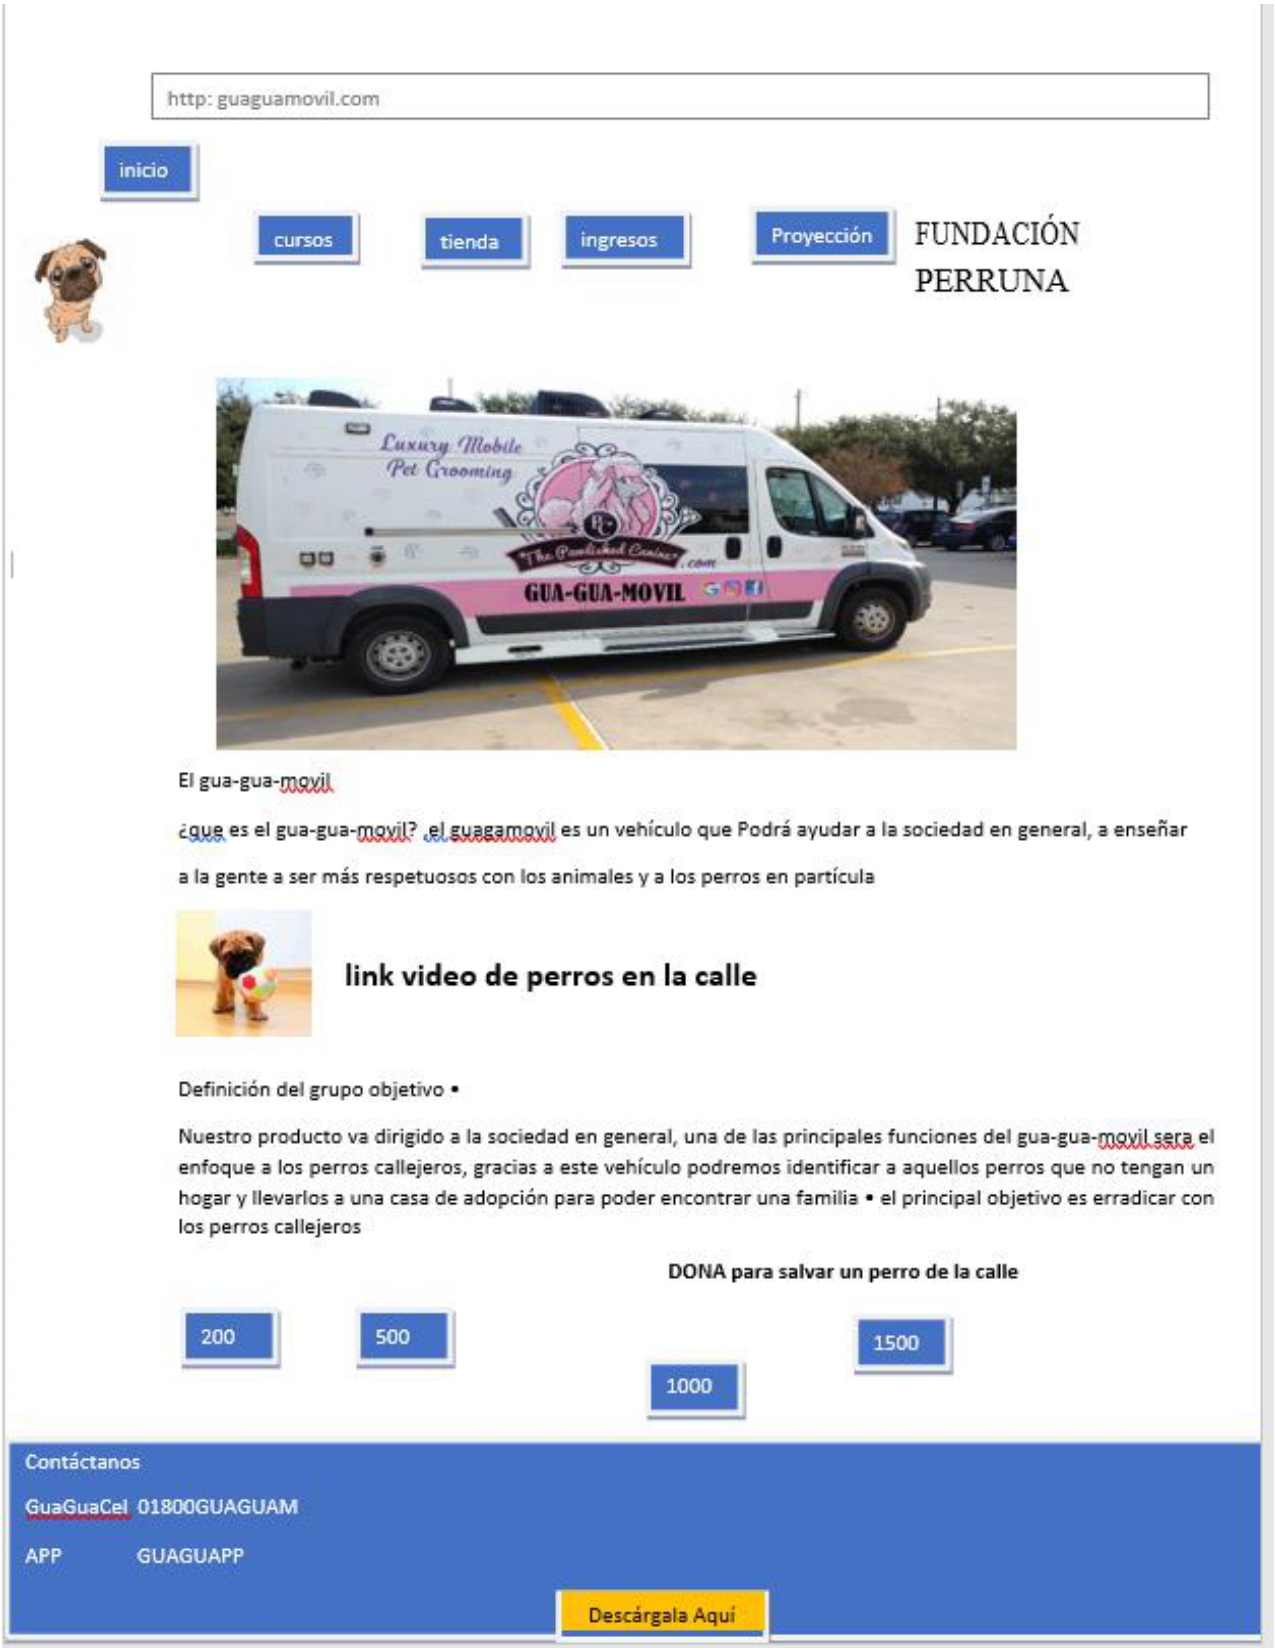 http: guaguamovil.com
inicio
cursos
tienda
ingresos
Proyección
FUNDACIÓN
PERRUNA
Luxury Mobile
Pet Grooming
PC
"The Pawlished Canine"
.com
GUA-GUA-MOVIL
El gua-gua-movil
¿que es el gua-gua-movil? ,el guagamovil es un vehículo que Podrá ayudar a la sociedad en general, a enseñar
a la gente a ser más respetuosos con los animales y a los perros en partícula
link video de perros en la calle
Definición del grupo objetivo •
Nuestro producto va dirigido a la sociedad en general, una de las principales funciones del gua-gua-movil sera el
enfoque a los perros callejeros, gracias a este vehículo podremos identificar a aquellos perros que no tengan un
hogar y llevarlos a una casa de adopción para poder encontrar una familia • el principal objetivo es erradicar con
los perros callejeros
DONA para salvar un perro de la calle
200
500
1000
1500
Contáctanos
GuaGuaCel 01800GUAGUAM
APP GUAGUAPP
Descárgala Aquí